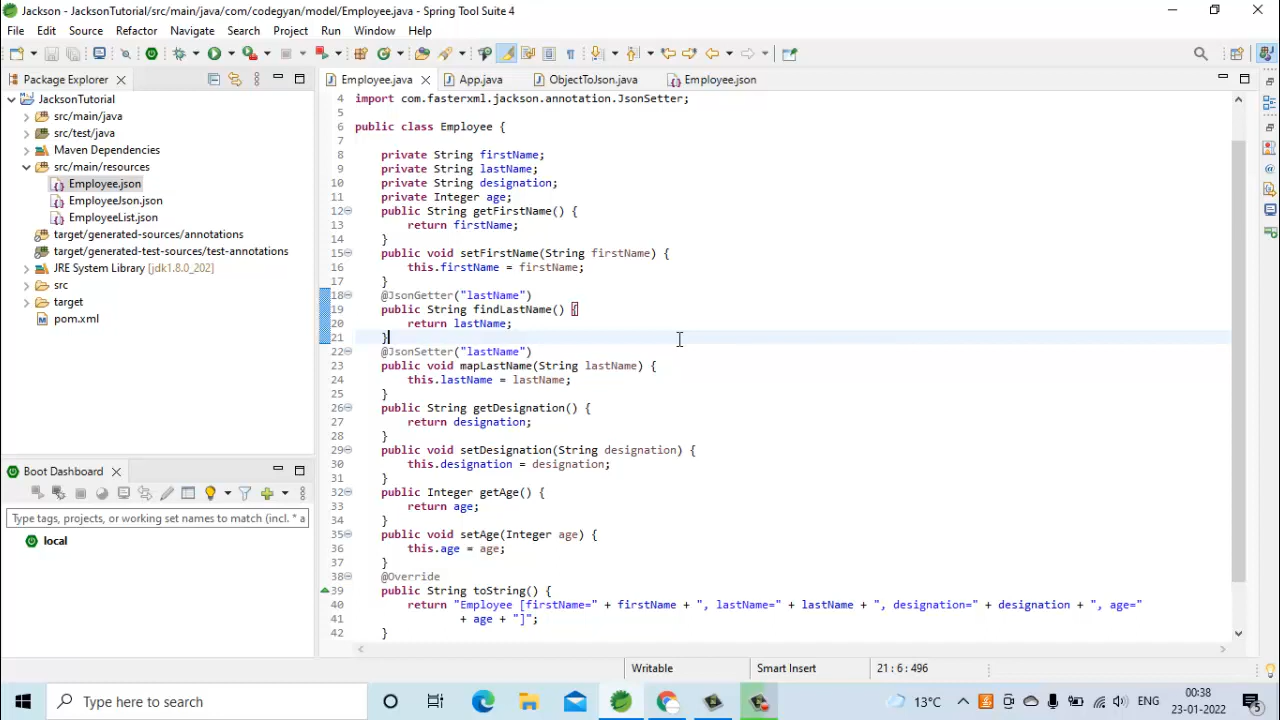 Jackson - JacksonTutorial/src/main/java/com/codegyan/model/Employee.java - Spring Tool Suite 4
File Edit Source Refactor Navigate Search Project Run Window Help
Package Explorer
JacksonTutorial
src/main/java
src/test/java
Maven Dependencies
src/main/resources
Employee.json
EmployeeJson.json
EmployeeList.json
target/generated-sources/annotations
target/generated-test-sources/test-annotations
JRE System Library [jdk1.8.0_202]
src
target
pom.xml
Boot Dashboard
Type tags, projects, or working set names to match (incl. * a
local
Employee.java App.java ObjectToJson.java Employee.json
4 import com.fasterxml.jackson.annotation.JsonSetter;
5
6 public class Employee {
7
8 private String firstName;
9 private String lastName;
10 private String designation;
11 private Integer age;
12 public String getFirstName() {
13 return firstName;
14 }
15 public void setFirstName(String firstName) {
16 this.firstName = firstName;
17 }
18 @JsonGetter("lastName")
19 public String findLastName() {
20 return lastName;
21 }
22 @JsonSetter("lastName")
23 public void mapLastName(String lastName) {
24 this.lastName = lastName;
25 }
26 public String getDesignation() {
27 return designation;
28 }
29 public void setDesignation(String designation) {
30 this.designation = designation;
31 }
32 public Integer getAge() {
33 return age;
34 }
35 public void setAge(Integer age) {
36 this.age = age;
37 }
38 @Override
39 public String toString() {
40 return "Employee [firstName=" + firstName + ", lastName=" + lastName + ", designation=" + designation + ", age="
41 + age + "]";
42 }
Writable Smart Insert 21 : 6 : 496
Type here to search
13°C ENG 00:38
23-01-2022
5